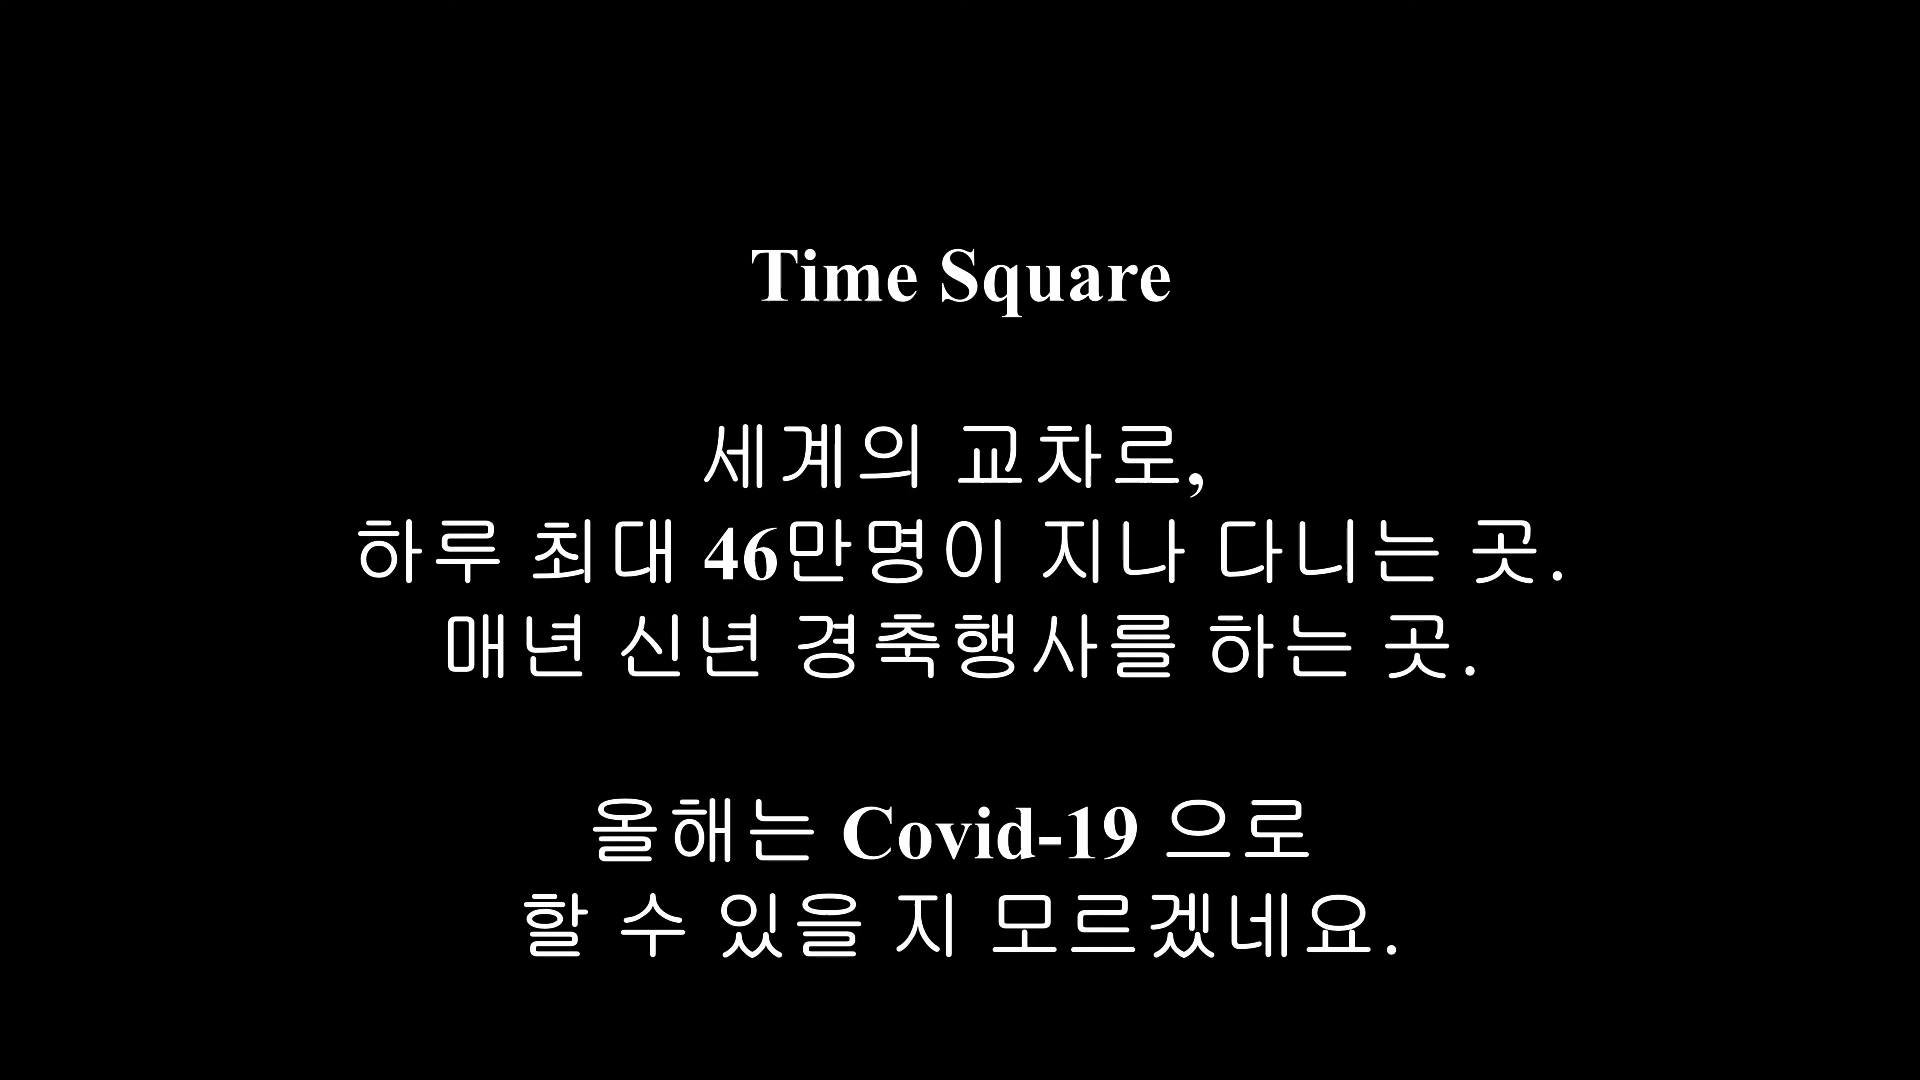 Time Square
세계의 교차로,
하루 최대 46만명이 지나 다니는 곳.
매년 신년 경축행사를 하는 곳.
올해는 Covid-19 으로
할 수 있을 지 모르겠네요.